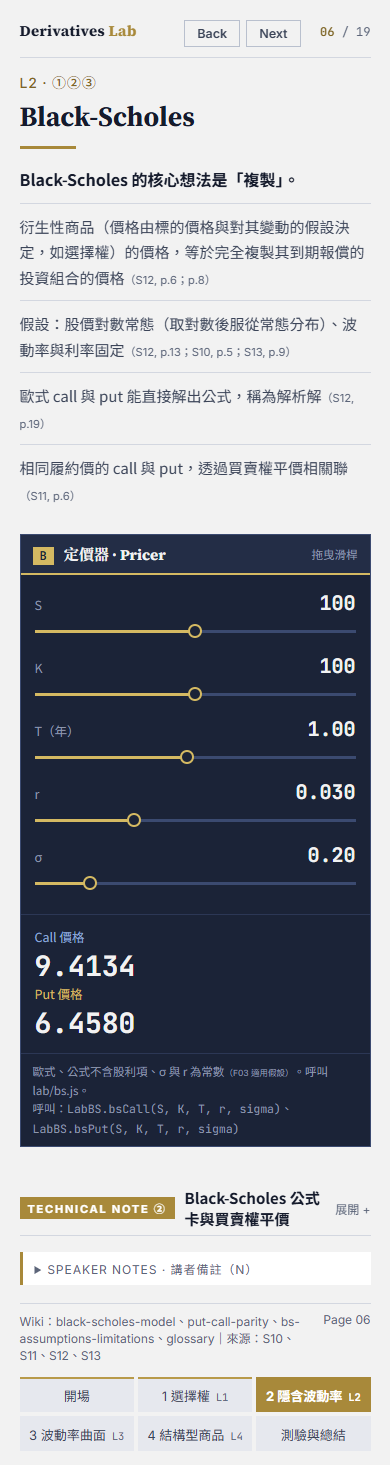 Derivatives Lab
Back
Next
06 / 19
L2 · ①②③
Black-Scholes
Black-Scholes 的核心想法是「複製」。
衍生性商品（價格由標的價格與對其變動的假設決
定，如選擇權）的價格，等於完全複製其到期報償的
投資組合的價格（S12, p.6；p.8）
假設：股價對數常態（取對數後服從常態分布）、波
動率與利率固定（S12, p.13；S10, p.5；S13, p.9）
歐式 call 與 put 能直接解出公式，稱為解析解（S12,
p.19）
相同履約價的 call 與 put，透過買賣權平價相關聯
（S11, p.6）
B 定價器 · Pricer 拖曳滑桿
S 100
K 100
T（年） 1.00
r 0.030
σ 0.20
Call 價格
9.4134
Put 價格
6.4580
歐式、公式不含股利項、σ 與 r 為常數（F03 適用假設）。呼叫
lab/bs.js。
呼叫：LabBS.bsCall(S, K, T, r, sigma)、
LabBS.bsPut(S, K, T, r, sigma)
TECHNICAL NOTE ② Black-Scholes 公式
卡與買賣權平價 展開 +
▶ SPEAKER NOTES · 講者備註（N）
Wiki：black-scholes-model、put-call-parity、bs-
assumptions-limitations、glossary｜來源：S10、
S11、S12、S13
Page 06
開場
1 選擇權 L1
2 隱含波動率 L2
3 波動率曲面 L3
4 結構型商品 L4
測驗與總結